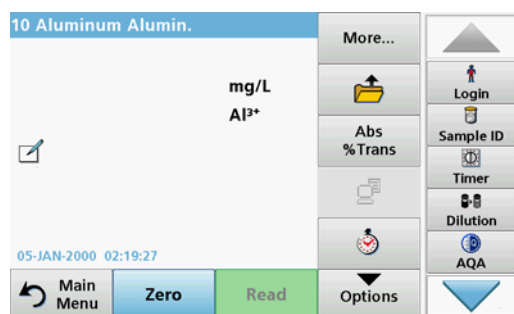 10 Aluminum Alumin.
mg/L
Al³⁺
05-JAN-2000 02:19:27
Main
Menu
Zero
Read
More...
Abs
%Trans
Options
Login
Sample ID
Timer
Dilution
AQA